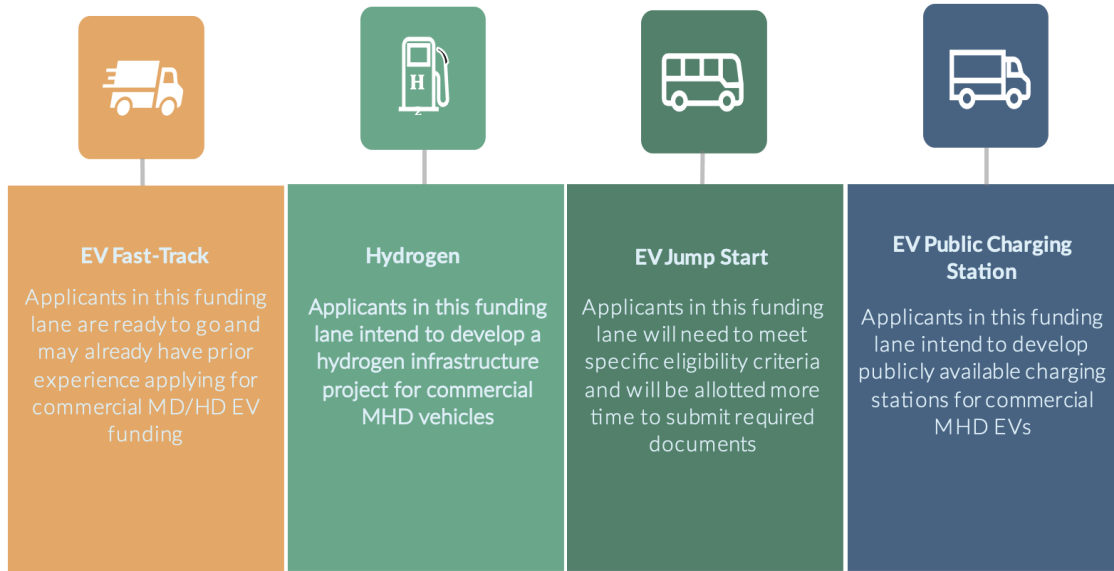 H
2
EV Fast-Track
Applicants in this funding
lane are ready to go and
may already have prior
experience applying for
commercial MD/HD EV
funding
Hydrogen
Applicants in this funding
lane intend to develop a
hydrogen infrastructure
project for commercial
MHD vehicles
EV Jump Start
Applicants in this funding
lane will need to meet
specific eligibility criteria
and will be allotted more
time to submit required
documents
EV Public Charging
Station
Applicants in this funding
lane intend to develop
publicly available charging
stations for commercial
MHD EVs